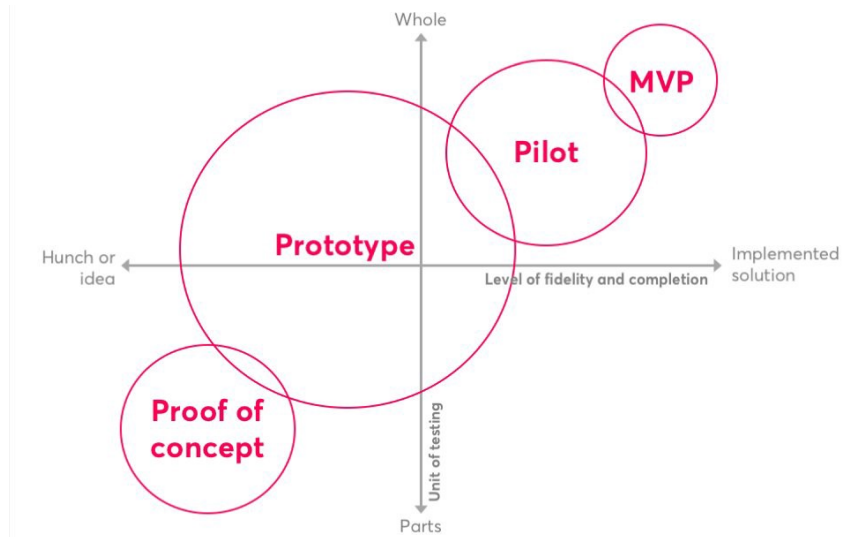 Whole
MVP
Pilot
Prototype
Hunch or
idea
Implemented
solution
Level of fidelity and completion
Proof of
concept
Unit of testing
Parts